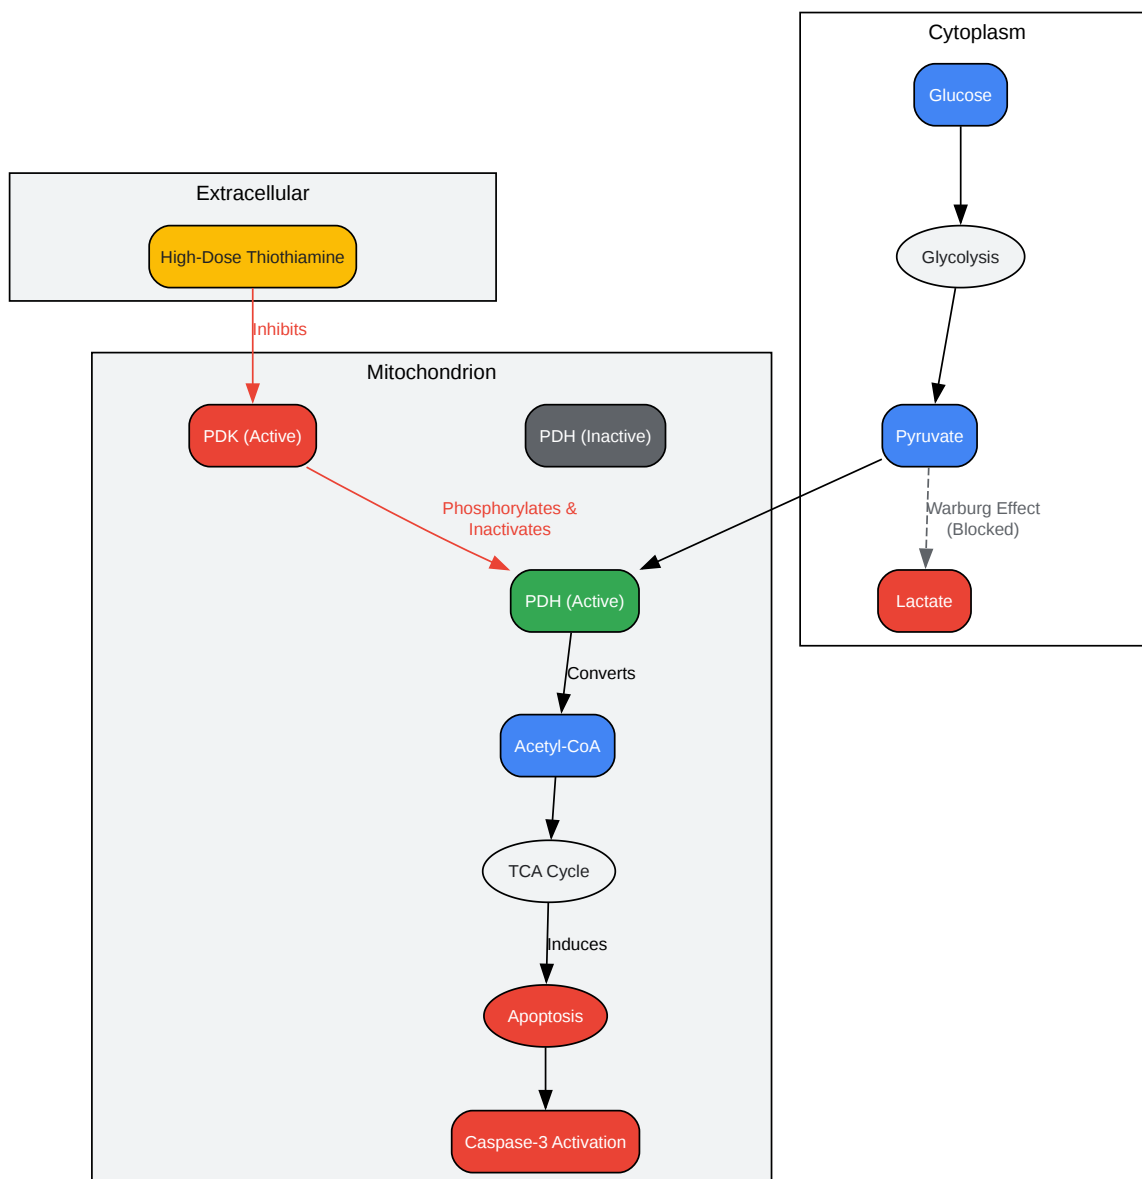 Cytoplasm
Glucose
Extracellular
High-Dose Thiothiamine
Glycolysis
Inhibits
Mitochondrion
PDK (Active)
PDH (Inactive)
Pyruvate
Phosphorylates &
Inactivates
Warburg Effect
(Blocked)
PDH (Active)
Lactate
Converts
Acetyl-CoA
TCA Cycle
Induces
Apoptosis
Caspase-3 Activation